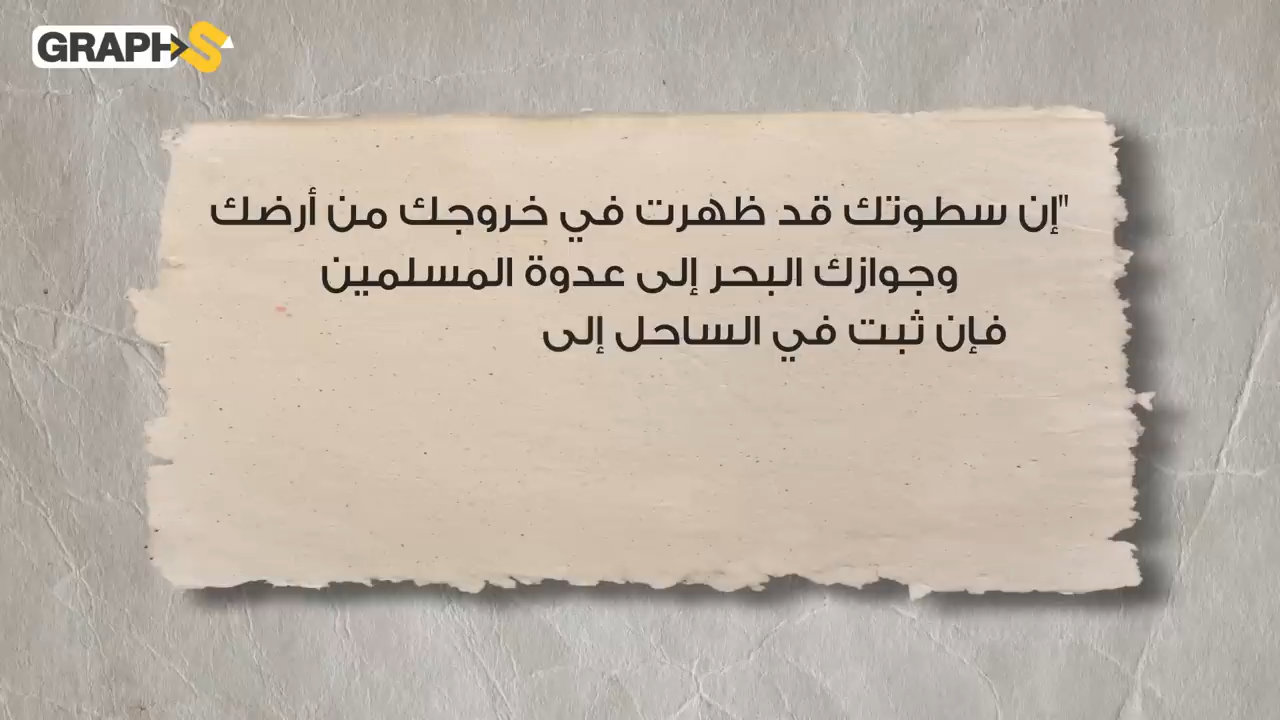 GRAPHS
"إن سطوتك قد ظهرت في خروجك من أرضك
وجوازك البحر إلى عدوة المسلمين
فإن ثبت في الساحل إلى